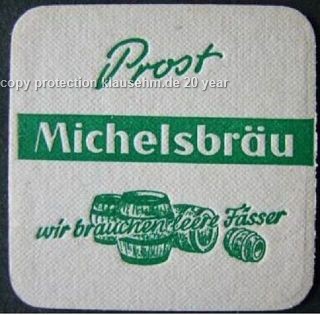 Prost
copy protection klausehm.de 20 year
Michelsbräu
wir brauchen leere Fässer